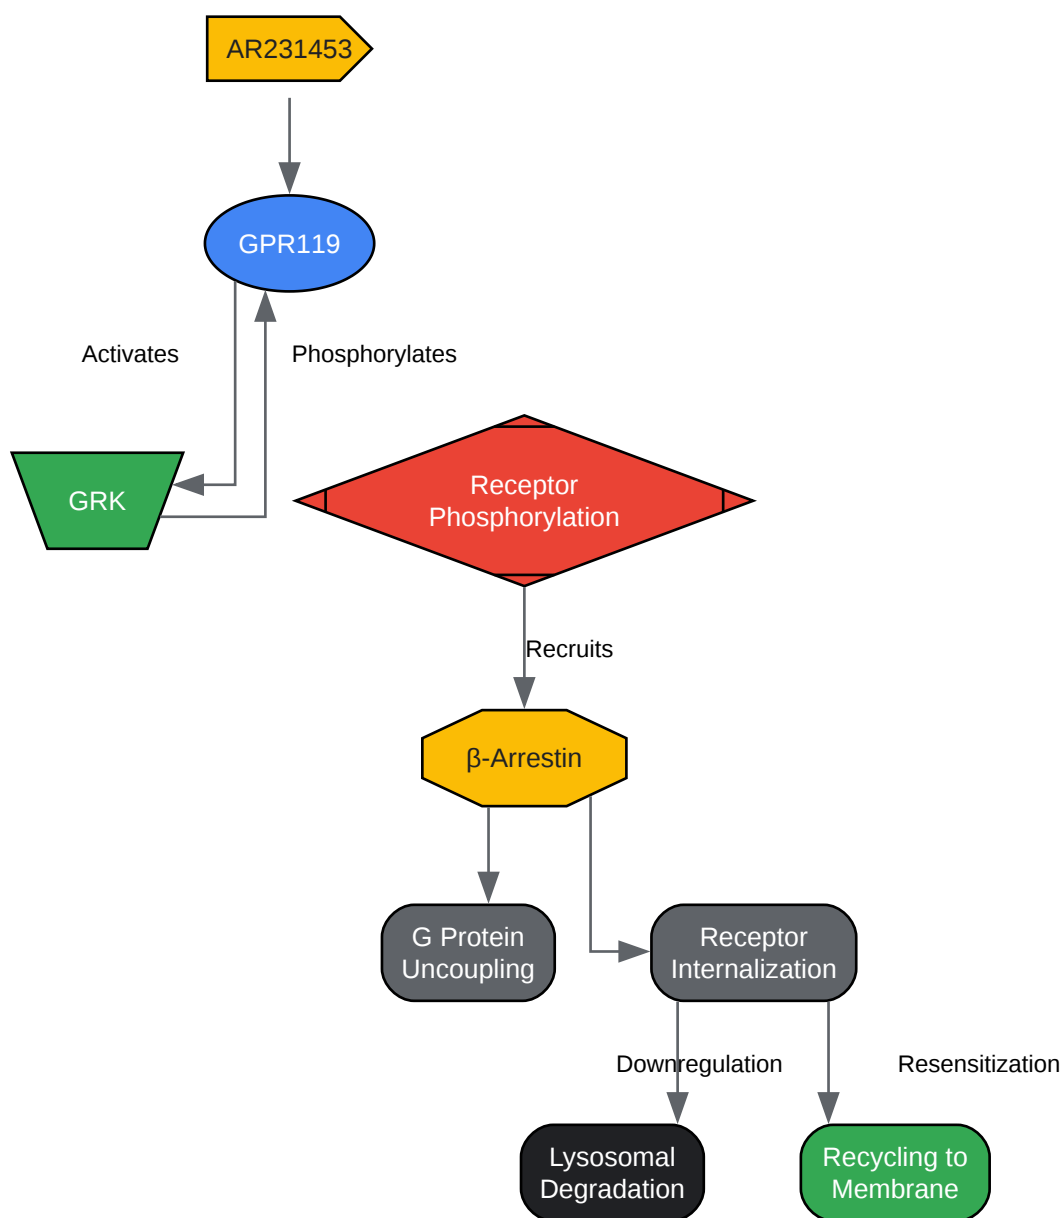 AR231453
GPR119
Activates
Phosphorylates
GRK
Receptor
Phosphorylation
Recruits
β-Arrestin
G Protein
Uncoupling
Receptor
Internalization
Downregulation
Resensitization
Lysosomal
Degradation
Recycling to
Membrane